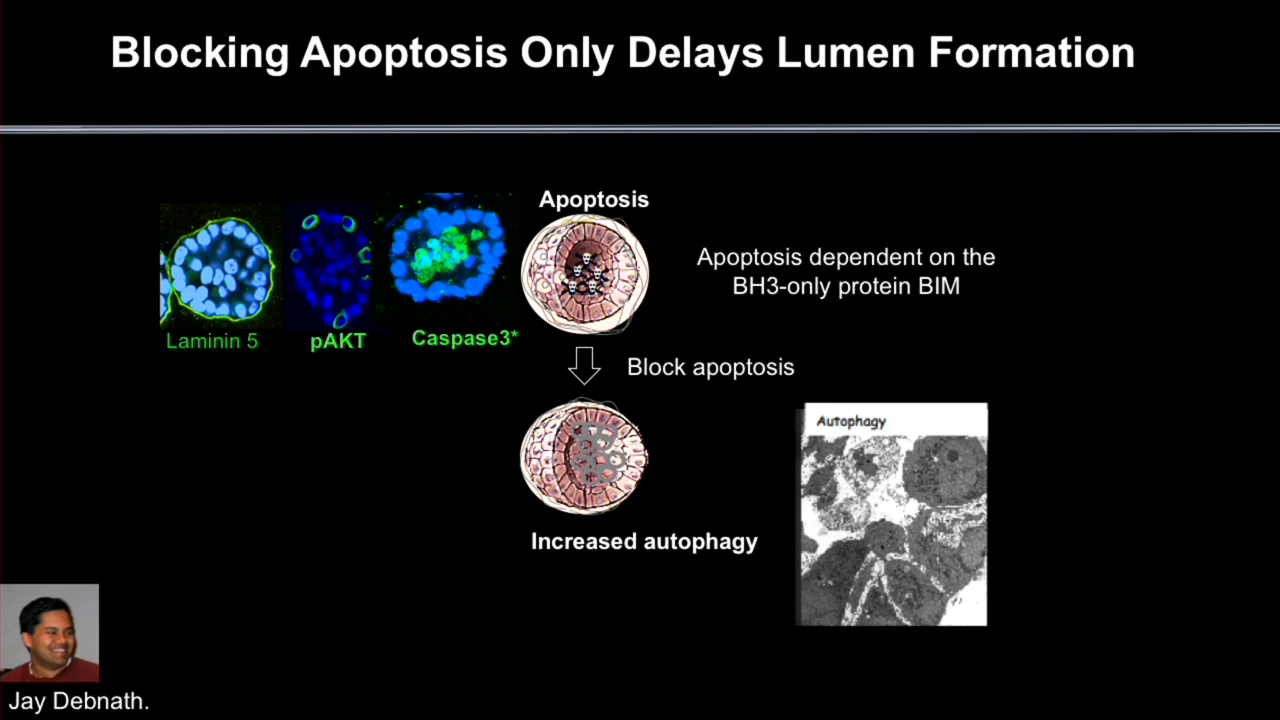 Blocking Apoptosis Only Delays Lumen Formation
Apoptosis
Apoptosis dependent on the
BH3-only protein BIM
Laminin 5
pAKT
Caspase3*
Block apoptosis
Autophagy
Increased autophagy
Jay Debnath.